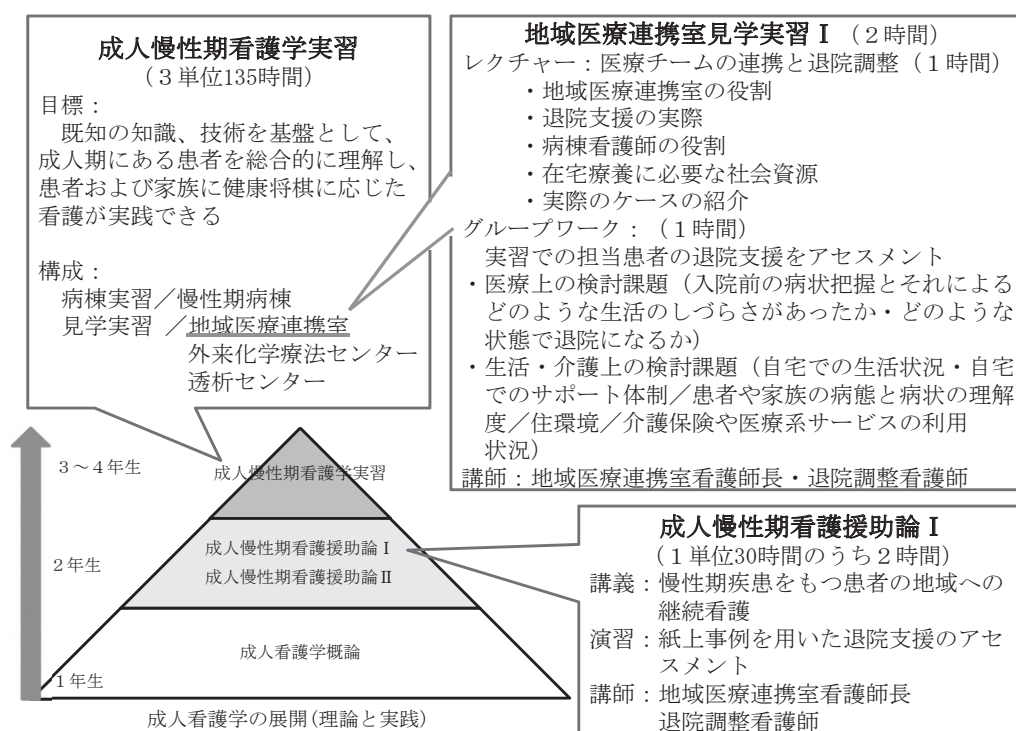 成人慢性期看護学実習
（３単位135時間）
目標：
既知の知識、技術を基盤として、
成人期にある患者を総合的に理解し、
患者および家族に健康将棋に応じた
看護が実践できる
構成：
病棟実習／慢性期病棟
見学実習 ／地域医療連携室
外来化学療法センター
透析センター
地域医療連携室見学実習Ⅰ（２時間）
レクチャー：医療チームの連携と退院調整（１時間）
・地域医療連携室の役割
・退院支援の実際
・病棟看護師の役割
・在宅療養に必要な社会資源
・実際のケースの紹介
グループワーク：（１時間）
実習での担当患者の退院支援をアセスメント
・医療上の検討課題（入院前の病状把握とそれによる
どのような生活のしづらさがあったか・どのような
状態で退院になるか）
・生活・介護上の検討課題（自宅での生活状況・自宅
でのサポート体制／患者や家族の病態と病状の理解
度／住環境／介護保険や医療系サービスの利用
状況）
講師：地域医療連携室看護師長・退院調整看護師
３～４年生
成人慢性期看護学実習
２年生
成人慢性期看護援助論Ⅰ
成人慢性期看護援助論Ⅱ
成人看護学概論
１年生
成人看護学の展開(理論と実践)
成人慢性期看護援助論Ⅰ
（１単位30時間のうち２時間）
講義：慢性期疾患をもつ患者の地域への
継続看護
演習：紙上事例を用いた退院支援のアセ
スメント
講師：地域医療連携室看護師長
退院調整看護師